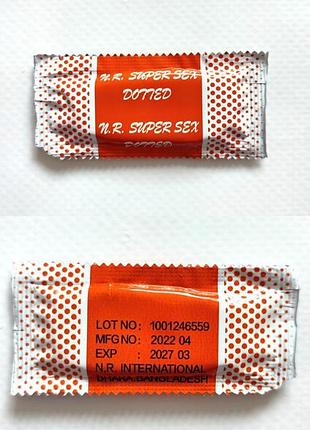 N.R. SUPER SEX
DOTTED
N.R. SUPER SEX
DOTTED
LOT NO : 1001246559
MFG NO : 2022 04
EXP : 2027 03
N.R. INTERNATIONAL
DHAKA.BANGLADESH